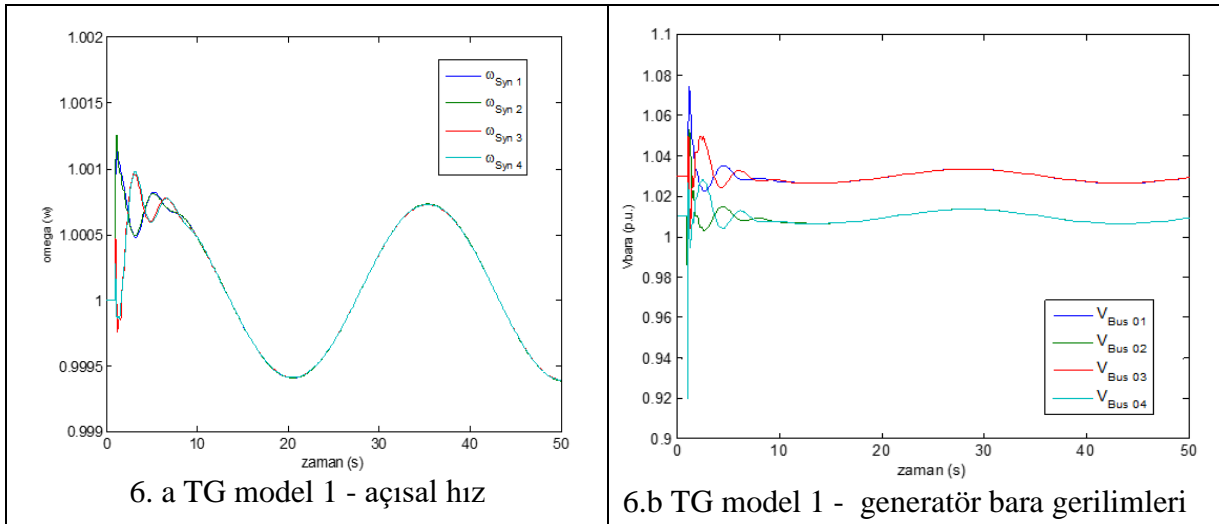 1.002
1.0015
1.001
1.0005
1
0.9995
0.999
omega (w)
0
10
20
30
40
50
zaman (s)
ωSyn 1
ωSyn 2
ωSyn 3
ωSyn 4
6. a TG model 1 - açısal hız
1.1
1.08
1.06
1.04
1.02
1
0.98
0.96
0.94
0.92
0.9
Vbara (p.u.)
0
10
20
30
40
50
zaman (s)
VBus 01
VBus 02
VBus 03
VBus 04
6.b TG model 1 - generatör bara gerilimleri